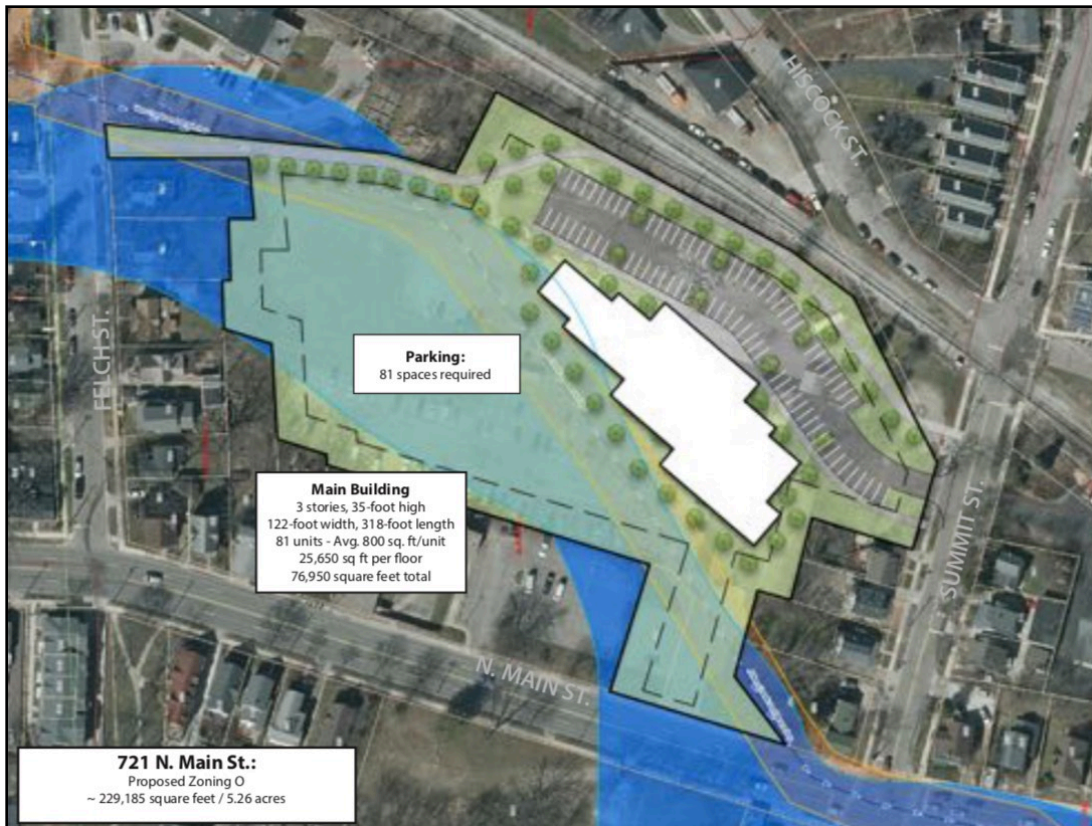 HISCOCK ST.
FELCH ST.
Parking:
81 spaces required
Main Building
3 stories, 35-foot high
122-foot width, 318-foot length
81 units - Avg. 800 sq. ft/unit
25,650 sq ft per floor
76,950 square feet total
SUMMIT ST.
N. MAIN ST.
721 N. Main St.:
Proposed Zoning O
~ 229,185 square feet / 5.26 acres